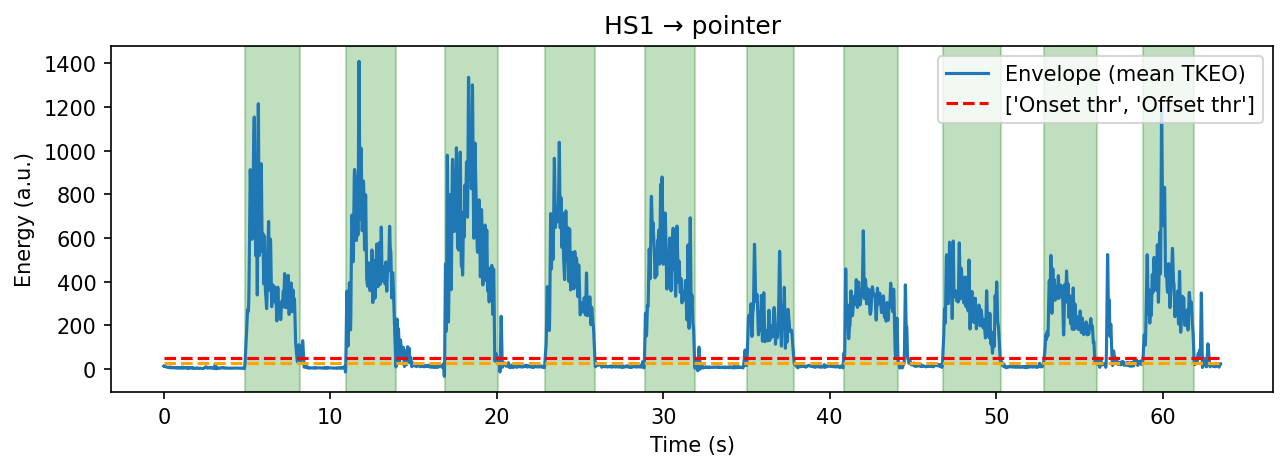 HS1 → pointer
Envelope (mean TKEO)
['Onset thr', 'Offset thr']
Energy (a.u.)
1400
1200
1000
800
600
400
200
0
0 10 20 30 40 50 60
Time (s)